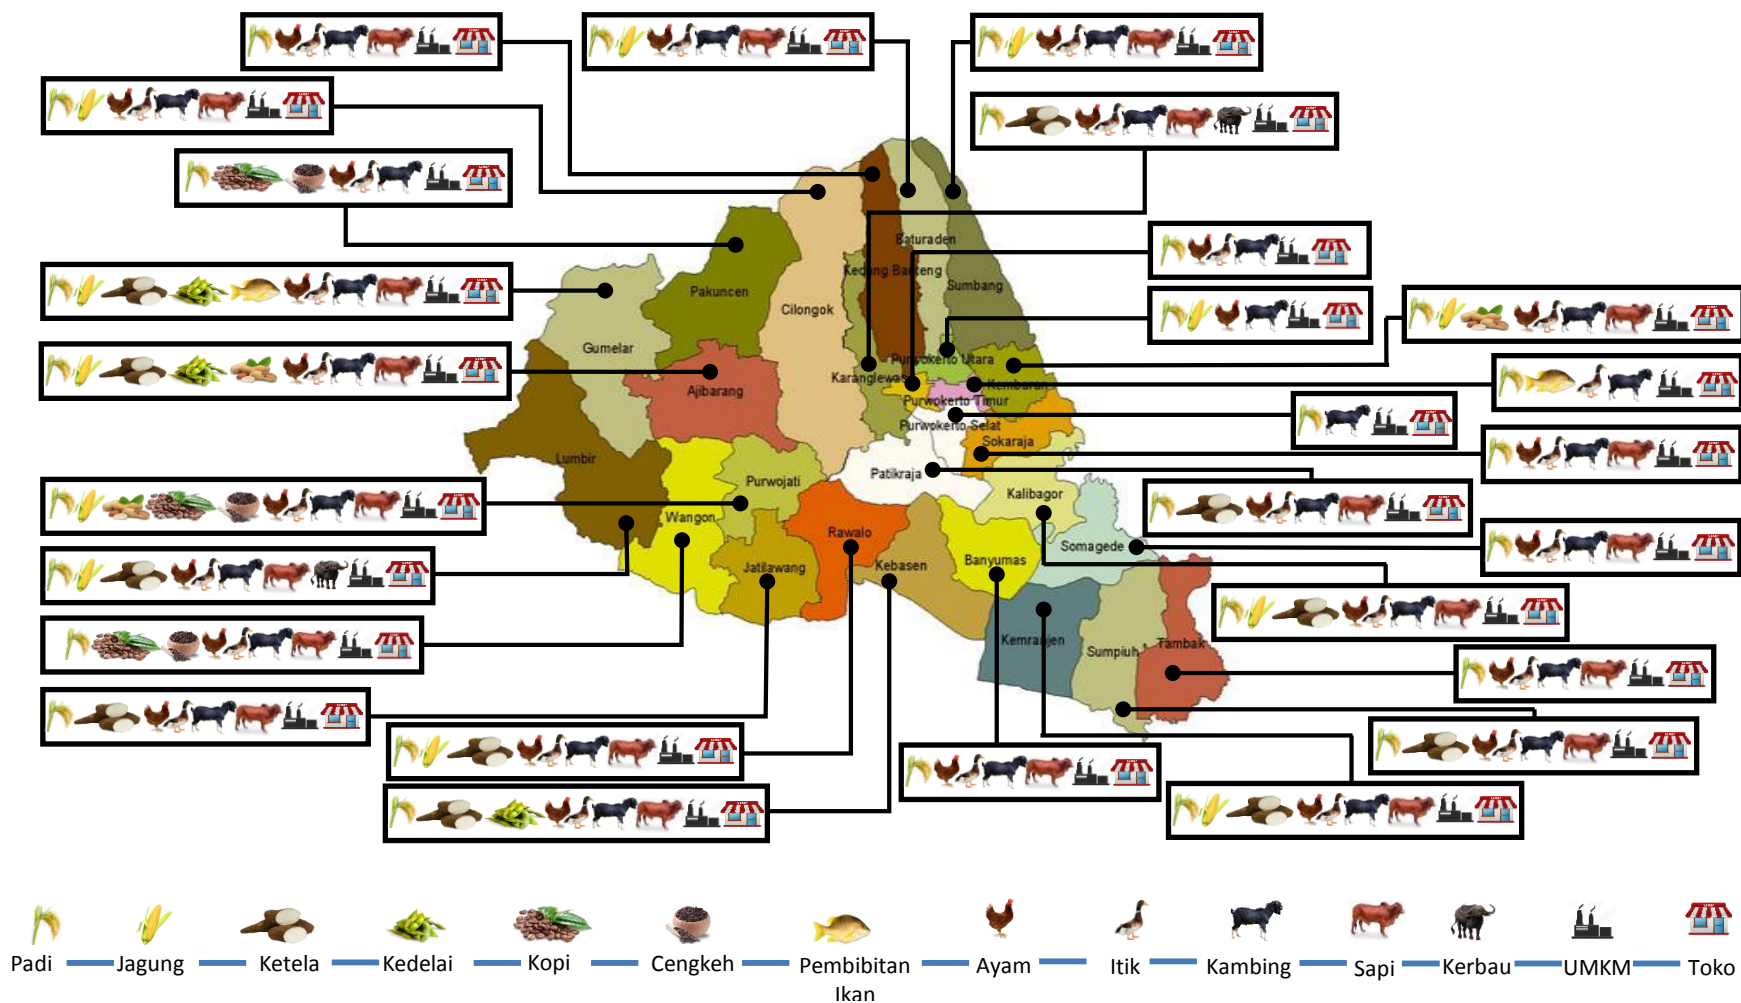 Baturaden
Kedung Banteng
Sumbang
Pakuncen
Cilongok
Gumelar
Purwokerto Utara
Karanglewas
Kembaran
Ajibarang
Purwokerto Timur
Purwokerto Selat
Sokaraja
Lumbir
Patikraja
Purwojati
Kalibagor
Wangon
Rawalo
Somagede
Banyumas
Jatilawang
Kebasen
Kemranjen
Sumpiuh
Tambak
Padi
Jagung
Ketela
Kedelai
Kopi
Cengkeh
Pembibitan
Ikan
Ayam
Itik
Kambing
Sapi
Kerbau
UMKM
Toko